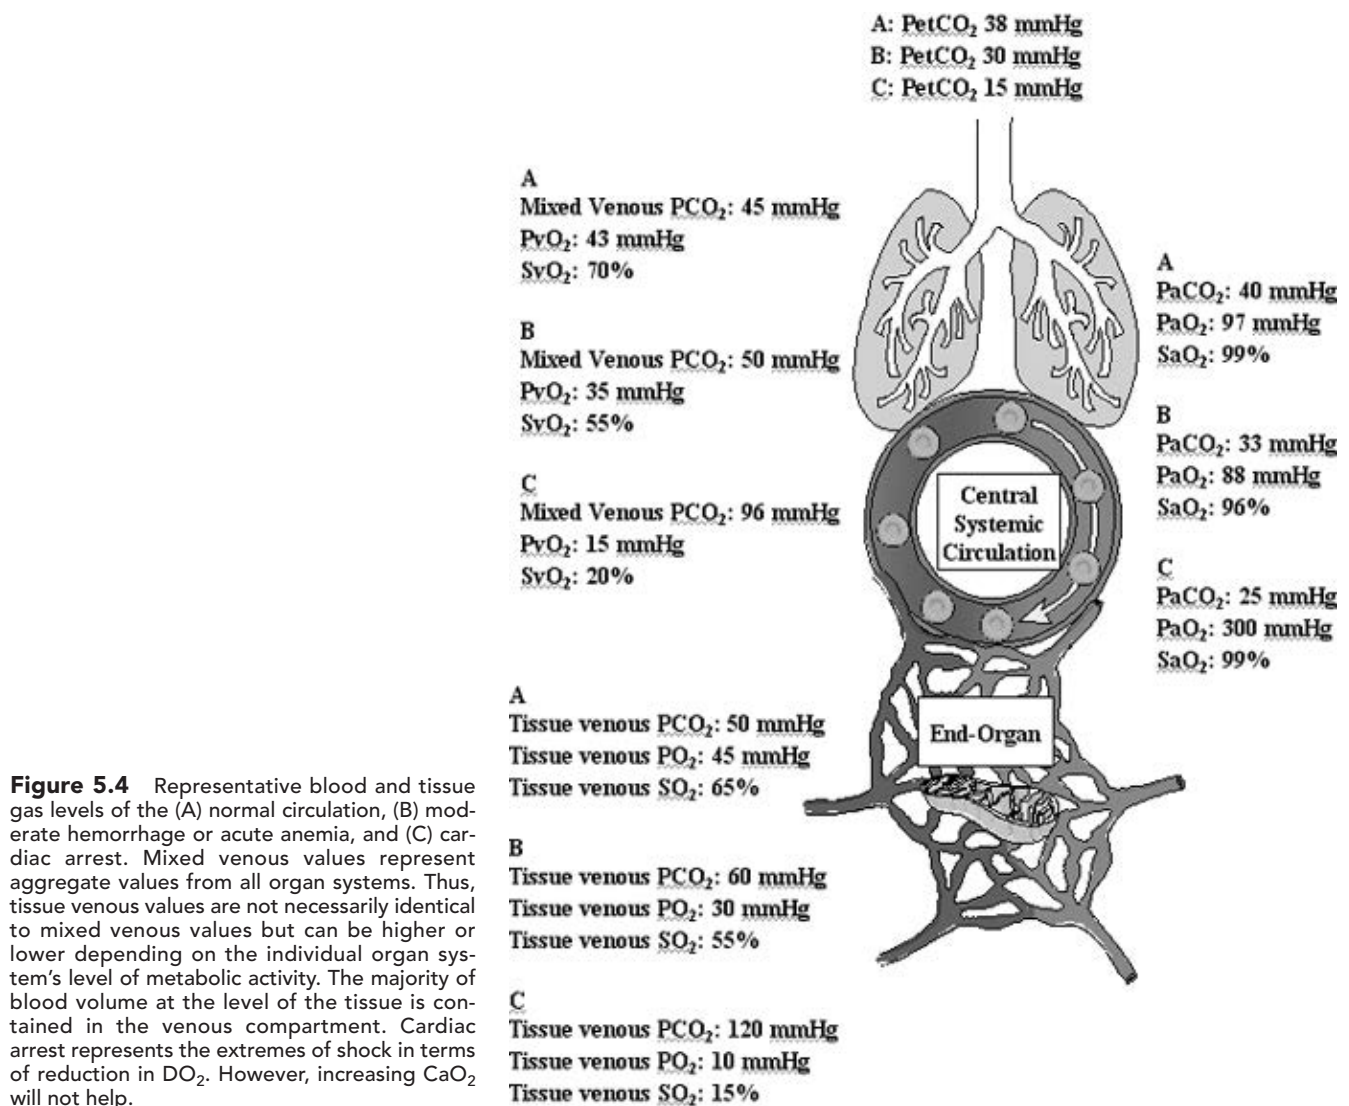 A: PetCO₂ 38 mmHg
B: PetCO₂ 30 mmHg
C: PetCO₂ 15 mmHg
A
Mixed Venous PCO₂: 45 mmHg
PvO₂: 43 mmHg
SvO₂: 70%
B
Mixed Venous PCO₂: 50 mmHg
PvO₂: 35 mmHg
SvO₂: 55%
C
Mixed Venous PCO₂: 96 mmHg
PvO₂: 15 mmHg
SvO₂: 20%
A
PaCO₂: 40 mmHg
PaO₂: 97 mmHg
SaO₂: 99%
B
PaCO₂: 33 mmHg
PaO₂: 88 mmHg
SaO₂: 96%
C
PaCO₂: 25 mmHg
PaO₂: 300 mmHg
SaO₂: 99%
Central
Systemic
Circulation
End-Organ
A
Tissue venous PCO₂: 50 mmHg
Tissue venous PO₂: 45 mmHg
Tissue venous SO₂: 65%
B
Tissue venous PCO₂: 60 mmHg
Tissue venous PO₂: 30 mmHg
Tissue venous SO₂: 55%
C
Tissue venous PCO₂: 120 mmHg
Tissue venous PO₂: 10 mmHg
Tissue venous SO₂: 15%
Figure 5.4 Representative blood and tissue
gas levels of the (A) normal circulation, (B) mod-
erate hemorrhage or acute anemia, and (C) car-
diac arrest. Mixed venous values represent
aggregate values from all organ systems. Thus,
tissue venous values are not necessarily identical
to mixed venous values but can be higher or
lower depending on the individual organ sys-
tem's level of metabolic activity. The majority of
blood volume at the level of the tissue is con-
tained in the venous compartment. Cardiac
arrest represents the extremes of shock in terms
of reduction in DO₂. However, increasing CaO₂
will not help.